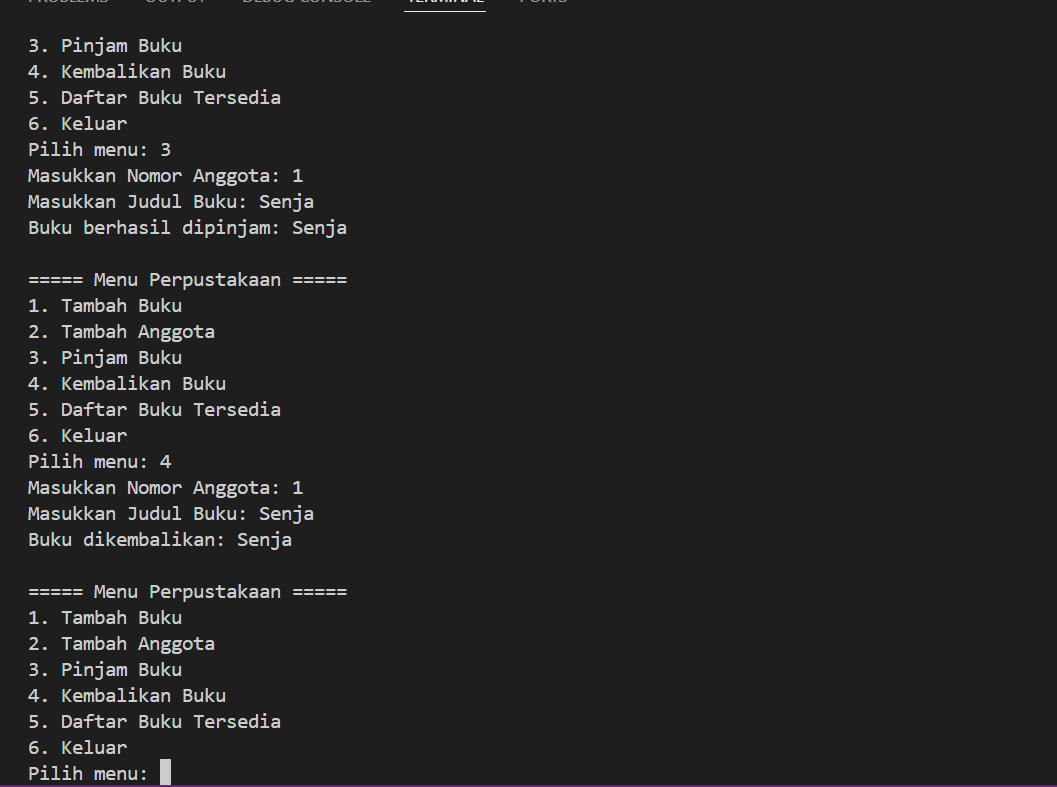 PROBLEMS OUTPUT DEBUG CONSOLE TERMINAL PORTS
3. Pinjam Buku
4. Kembalikan Buku
5. Daftar Buku Tersedia
6. Keluar
Pilih menu: 3
Masukkan Nomor Anggota: 1
Masukkan Judul Buku: Senja
Buku berhasil dipinjam: Senja
===== Menu Perpustakaan =====
1. Tambah Buku
2. Tambah Anggota
3. Pinjam Buku
4. Kembalikan Buku
5. Daftar Buku Tersedia
6. Keluar
Pilih menu: 4
Masukkan Nomor Anggota: 1
Masukkan Judul Buku: Senja
Buku dikembalikan: Senja
===== Menu Perpustakaan =====
1. Tambah Buku
2. Tambah Anggota
3. Pinjam Buku
4. Kembalikan Buku
5. Daftar Buku Tersedia
6. Keluar
Pilih menu: